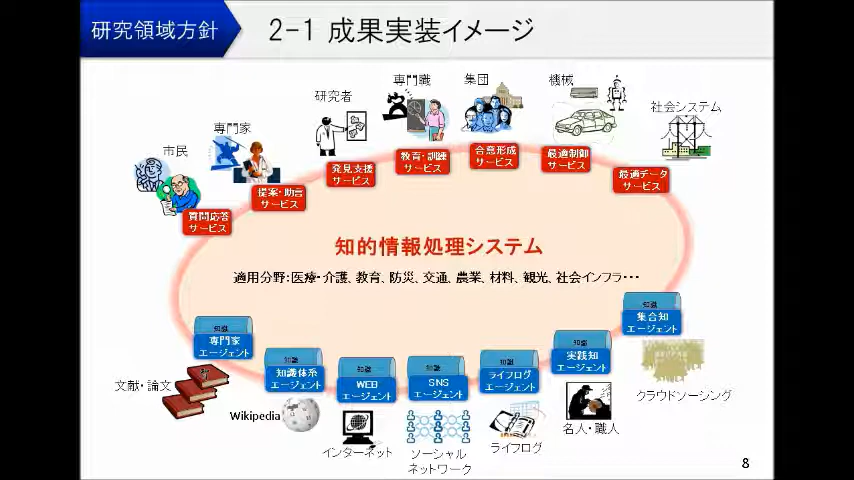 研究領域方針
2-1 成果実装イメージ
市民
専門家
研究者
専門職
集団
機械
社会システム
質問応答
サービス
提案・助言
サービス
発見支援
サービス
教育・訓練
サービス
合意形成
サービス
最適制御
サービス
最適データ
サービス
知的情報処理システム
適用分野:医療・介護、教育、防災、交通、農業、材料、観光、社会インフラ・・・
知識
専門家
エージェント
知識
知識体系
エージェント
知識
WEB
エージェント
知識
SNS
エージェント
知識
ライフログ
エージェント
知識
実践知
エージェント
知識
集合知
エージェント
文献・論文
Wikipedia
インターネット
ソーシャル
ネットワーク
ライフログ
名人・職人
クラウドソーシング
8